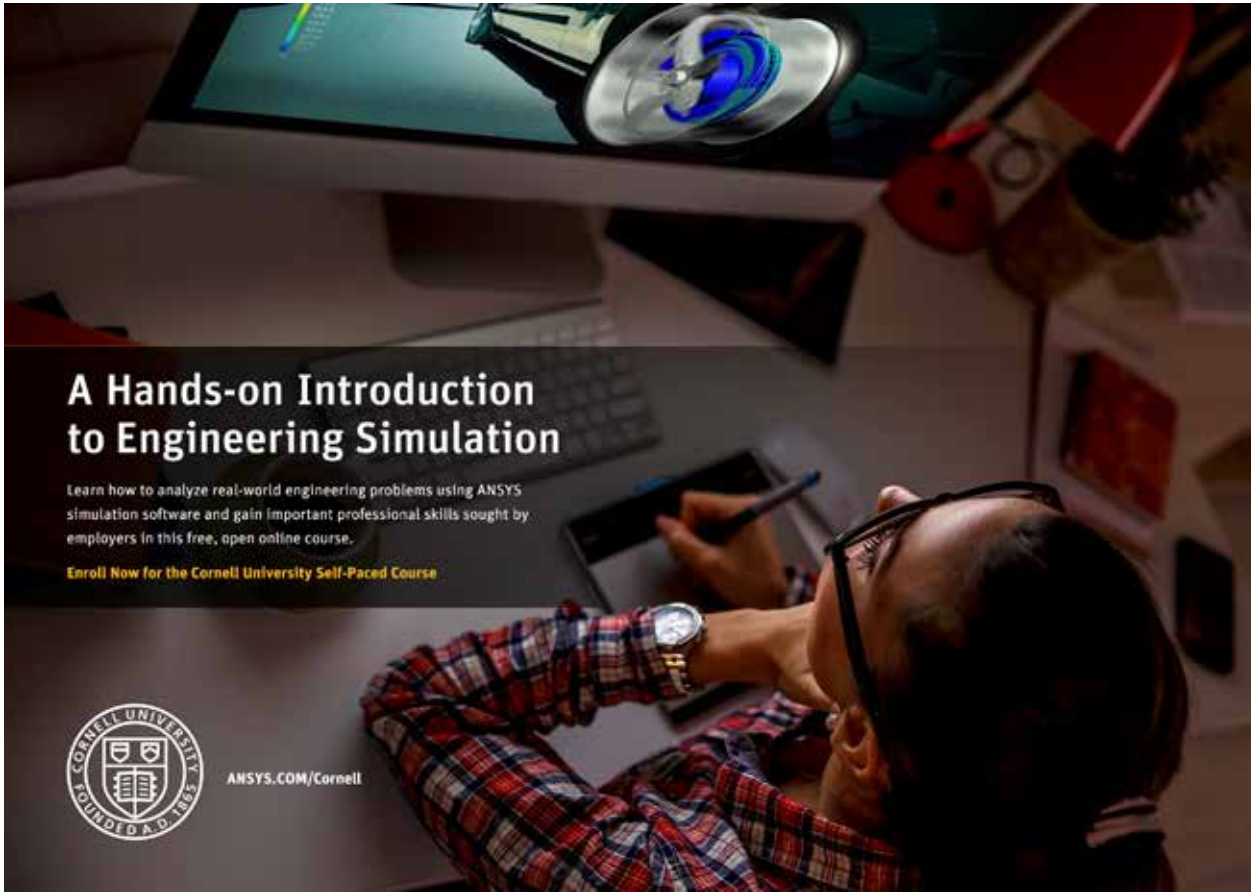 A Hands-on Introduction
to Engineering Simulation
Learn how to analyze real-world engineering problems using ANSYS
simulation software and gain important professional skills sought by
employers in this free, open online course.
Enroll Now for the Cornell University Self-Paced Course
CORNELL UNIVERSITY
FOUNDED A.D. 1865
ANSYS.COM/Cornell